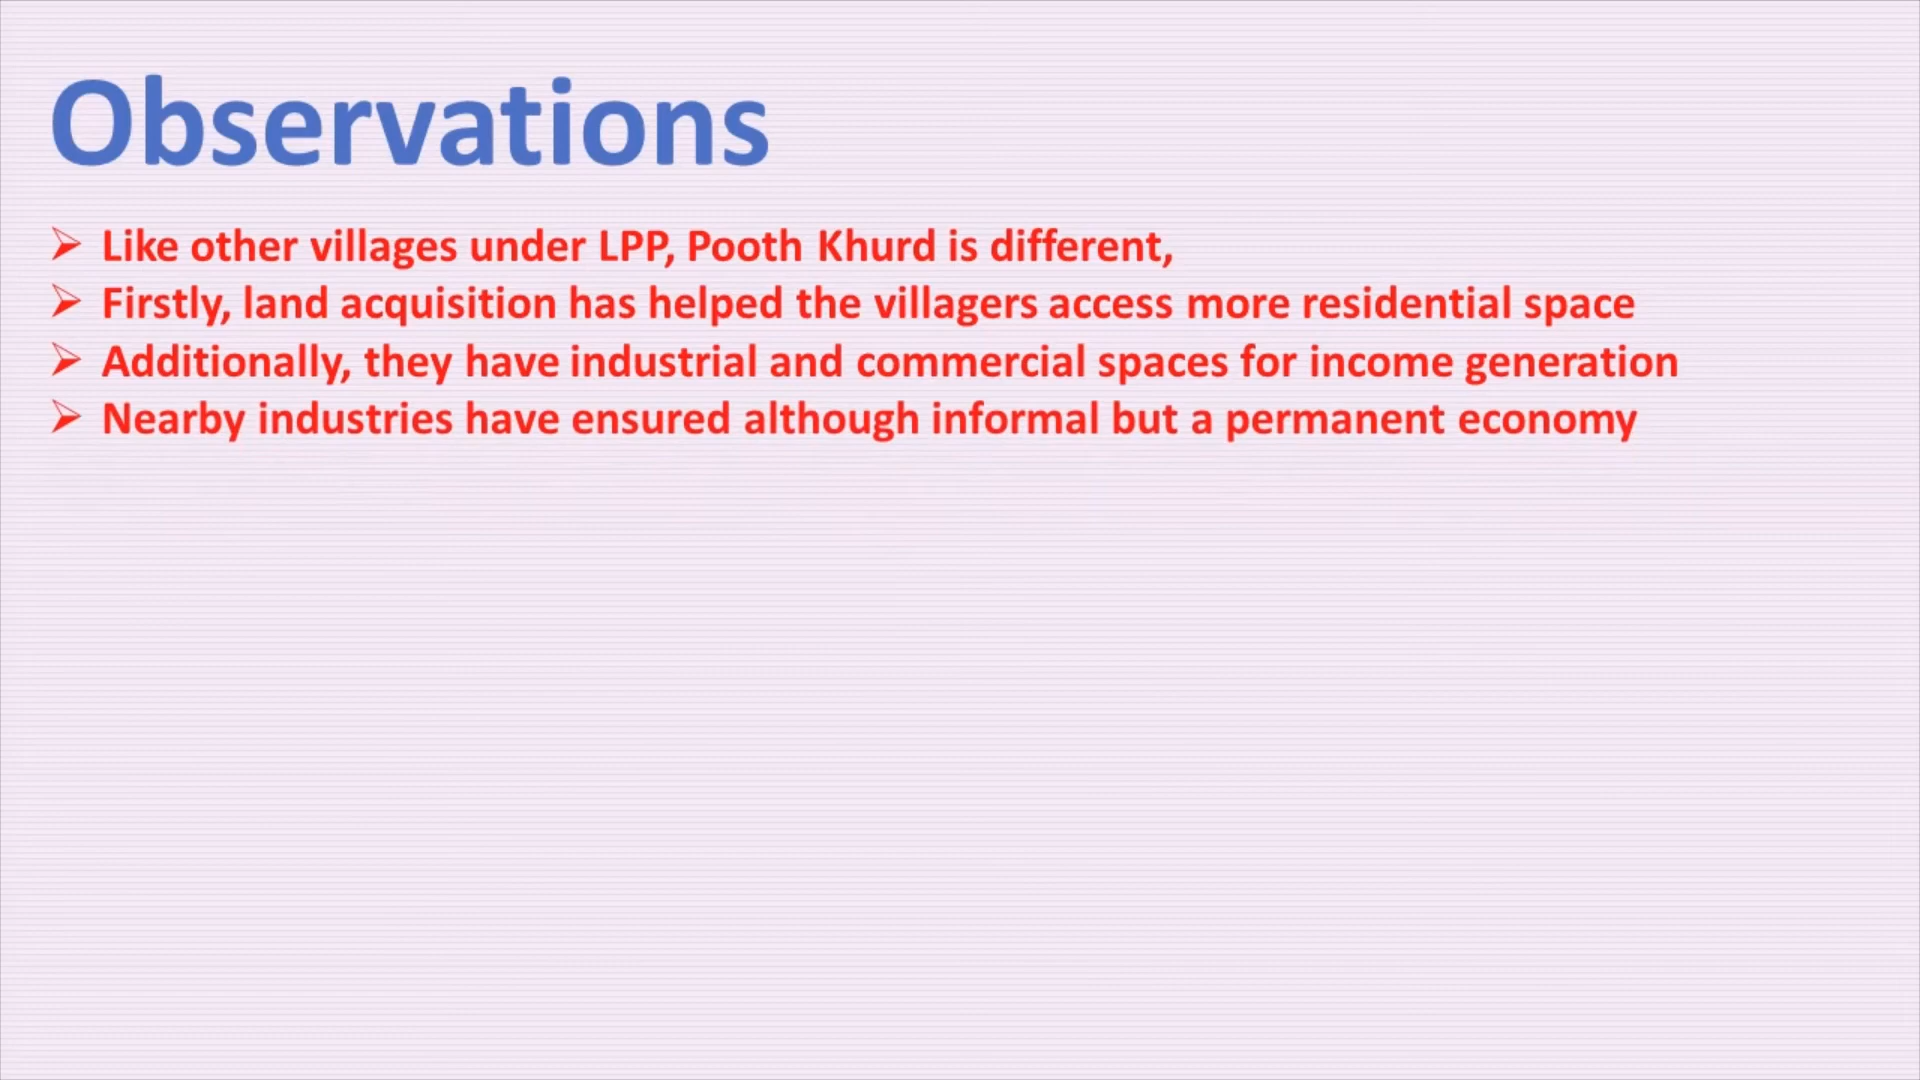 Observations
➢ Like other villages under LPP, Pooth Khurd is different,
➢ Firstly, land acquisition has helped the villagers access more residential space
➢ Additionally, they have industrial and commercial spaces for income generation
➢ Nearby industries have ensured although informal but a permanent economy